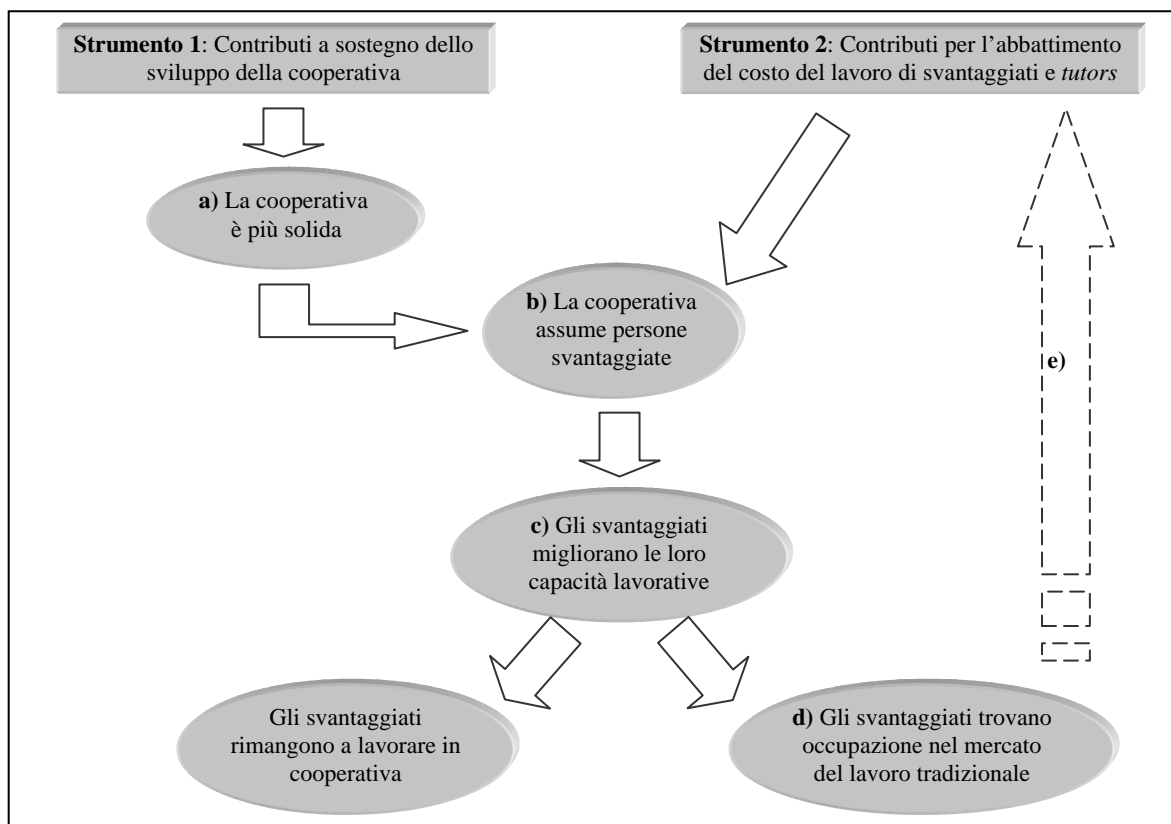 Strumento 1: Contributi a sostegno dello
sviluppo della cooperativa
Strumento 2: Contributi per l'abbattimento
del costo del lavoro di svantaggiati e tutors
a) La cooperativa
è più solida
b) La cooperativa
assume persone
svantaggiate
e)
c) Gli svantaggiati
migliorano le loro
capacità lavorative
Gli svantaggiati
rimangono a lavorare in
cooperativa
d) Gli svantaggiati trovano
occupazione nel mercato
del lavoro tradizionale